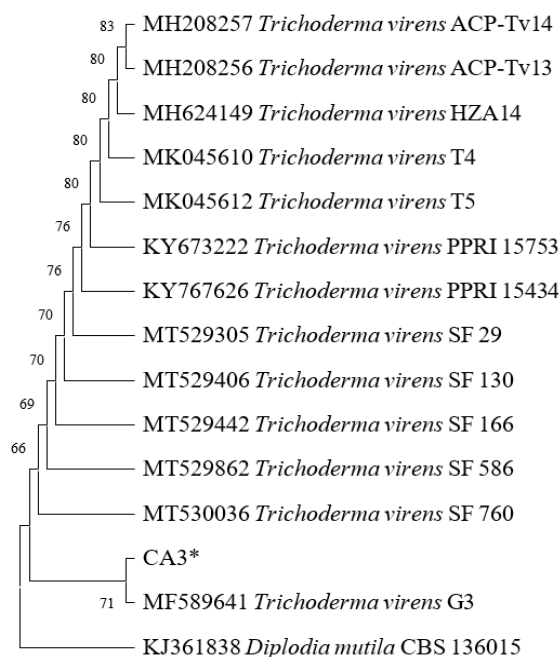 83 MH208257 Trichoderma virens ACP-Tv14
80 MH208256 Trichoderma virens ACP-Tv13
80 MH624149 Trichoderma virens HZA14
80 MK045610 Trichoderma virens T4
80 MK045612 Trichoderma virens T5
76 KY673222 Trichoderma virens PPRI 15753
76 KY767626 Trichoderma virens PPRI 15434
70 MT529305 Trichoderma virens SF 29
70 MT529406 Trichoderma virens SF 130
69 MT529442 Trichoderma virens SF 166
66 MT529862 Trichoderma virens SF 586
MT530036 Trichoderma virens SF 760
CA3*
71 MF589641 Trichoderma virens G3
KJ361838 Diplodia mutila CBS 136015